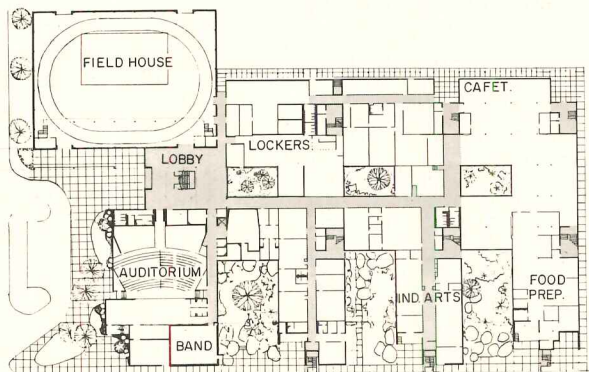 FIELD HOUSE
CAFET.
LOCKERS
LOBBY
AUDITORIUM
IND. ARTS
FOOD
PREP.
BAND